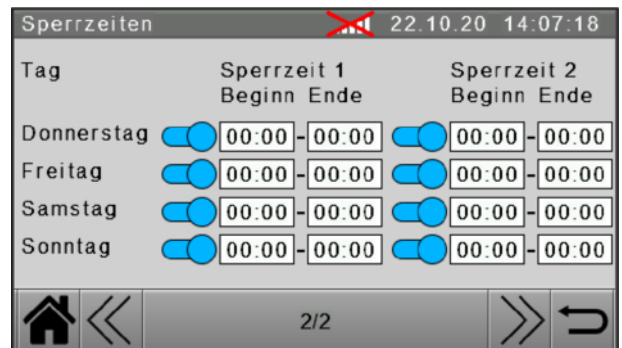 Sperrzeiten 22.10.20 14:07:18
Tag Sperrzeit 1 Sperrzeit 2
Beginn Ende Beginn Ende
Donnerstag 00:00-00:00 00:00-00:00
Freitag 00:00-00:00 00:00-00:00
Samstag 00:00-00:00 00:00-00:00
Sonntag 00:00-00:00 00:00-00:00
2/2